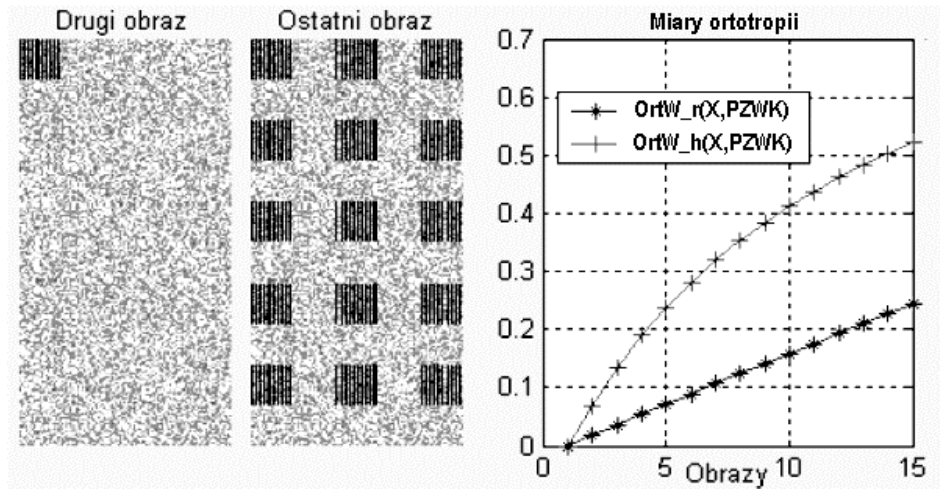 Drugi obraz
Ostatni obraz
Miary ortotropii
0.7
0.6
0.5
0.4
0.3
0.2
0.1
0
OrtW_r(X,PZWK)
OrtW_h(X,PZWK)
0 5 10 15
Obrazy